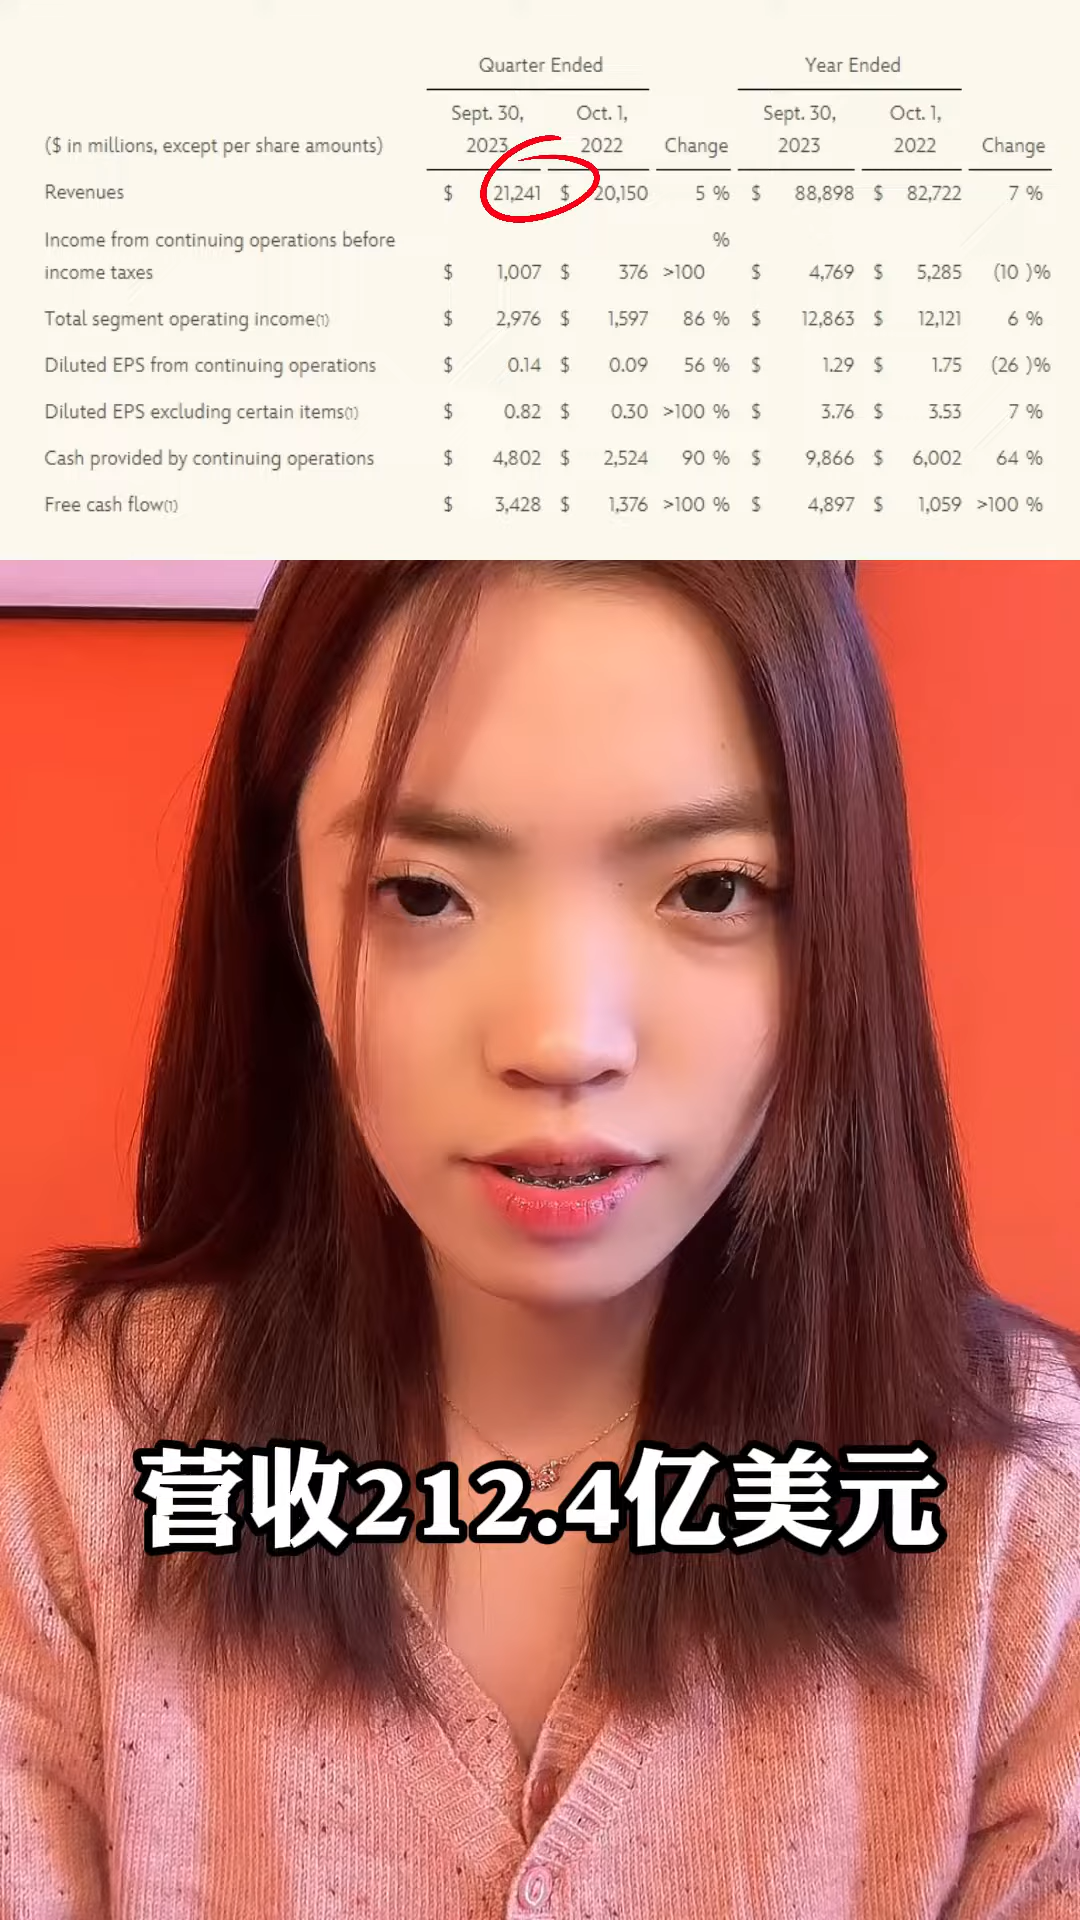 Quarter Ended Year Ended
Sept. 30, Oct. 1, Sept. 30, Oct. 1,
($ in millions, except per share amounts) 2023 2022 Change 2023 2022 Change
Revenues $ 21,241 $ 20,150 5 % $ 88,898 $ 82,722 7 %
Income from continuing operations before %
income taxes $ 1,007 $ 376 >100 $ 4,769 $ 5,285 (10 )%
Total segment operating income(1) $ 2,976 $ 1,597 86 % $ 12,863 $ 12,121 6 %
Diluted EPS from continuing operations $ 0.14 $ 0.09 56 % $ 1.29 $ 1.75 (26 )%
Diluted EPS excluding certain items(1) $ 0.82 $ 0.30 >100 % $ 3.76 $ 3.53 7 %
Cash provided by continuing operations $ 4,802 $ 2,524 90 % $ 9,866 $ 6,002 64 %
Free cash flow(1) $ 3,428 $ 1,376 >100 % $ 4,897 $ 1,059 >100 %
营收212.4亿美元